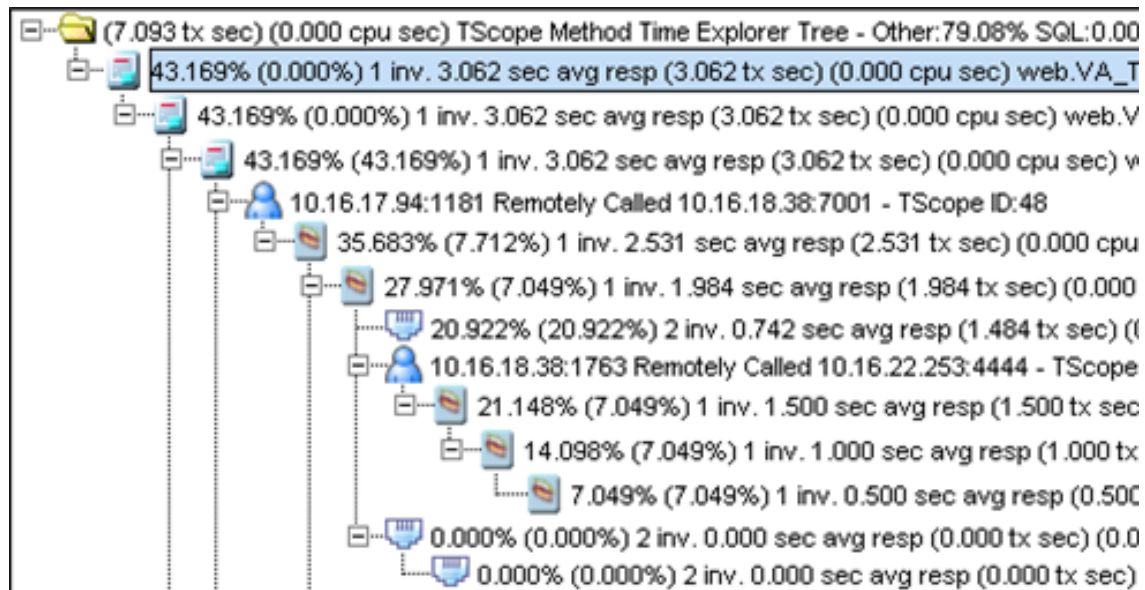 (7.093 tx sec) (0.000 cpu sec) TScope Method Time Explorer Tree - Other:79.08% SQL:0.00
43.169% (0.000%) 1 inv. 3.062 sec avg resp (3.062 tx sec) (0.000 cpu sec) web.VA_T
43.169% (0.000%) 1 inv. 3.062 sec avg resp (3.062 tx sec) (0.000 cpu sec) web.V
43.169% (43.169%) 1 inv. 3.062 sec avg resp (3.062 tx sec) (0.000 cpu sec)
10.16.17.94:1181 Remotely Called 10.16.18.38:7001 - TScope ID:48
35.683% (7.712%) 1 inv. 2.531 sec avg resp (2.531 tx sec) (0.000 cpu
27.971% (7.049%) 1 inv. 1.984 sec avg resp (1.984 tx sec) (0.000
20.922% (20.922%) 2 inv. 0.742 sec avg resp (1.484 tx sec) (
10.16.18.38:1763 Remotely Called 10.16.22.253:4444 - TScope
21.148% (7.049%) 1 inv. 1.500 sec avg resp (1.500 tx sec
14.098% (7.049%) 1 inv. 1.000 sec avg resp (1.000 tx
7.049% (7.049%) 1 inv. 0.500 sec avg resp (0.500
0.000% (0.000%) 2 inv. 0.000 sec avg resp (0.000 tx sec) (0.0
0.000% (0.000%) 2 inv. 0.000 sec avg resp (0.000 tx sec)